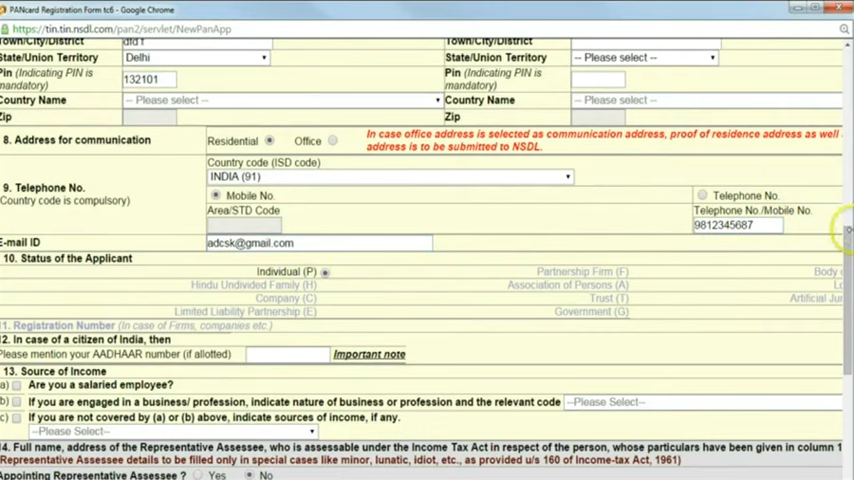 PANcard Registration Form tc6 - Google Chrome
https://tin.tin.nsdl.com/pan2/servlet/NewPanApp
Town/City/District
dfd f
Town/City/District
State/Union Territory
Delhi
State/Union Territory
-- Please select --
Pin (Indicating PIN is mandatory)
132101
Pin (Indicating PIN is mandatory)
Country Name
-- Please select --
Country Name
-- Please select --
Zip
Zip
8. Address for communication
Residential
Office
In case office address is selected as communication address, proof of residence address as well
address is to be submitted to NSDL.
Country code (ISD code)
9. Telephone No.
(Country code is compulsory)
INDIA (91)
Mobile No.
Telephone No.
Area/STD Code
Telephone No./Mobile No.
9812345687
E-mail ID
adcsk@gmail.com
10. Status of the Applicant
Individual (P)
Partnership Firm (F)
Body
Hindu Undivided Family (H)
Association of Persons (A)
Company (C)
Trust (T)
Artificial Ju
Limited Liability Partnership (E)
Government (G)
11. Registration Number (In case of Firms, companies etc.)
12. In case of a citizen of India, then
Please mention your AADHAAR number (if allotted)
Important note
13. Source of Income
a)
Are you a salaried employee?
b)
If you are engaged in a business/ profession, indicate nature of business or profession and the relevant code
--Please Select--
c)
If you are not covered by (a) or (b) above, indicate sources of income, if any.
--Please Select--
14. Full name, address of the Representative Assessee, who is assessable under the Income Tax Act in respect of the person, whose particulars have been given in column 1
(Representative Assessee details to be filled only in special cases like minor, lunatic, idiot, etc., as provided u/s 160 of Income-tax Act, 1961)
Appointing Representative Assessee ?
Yes
No